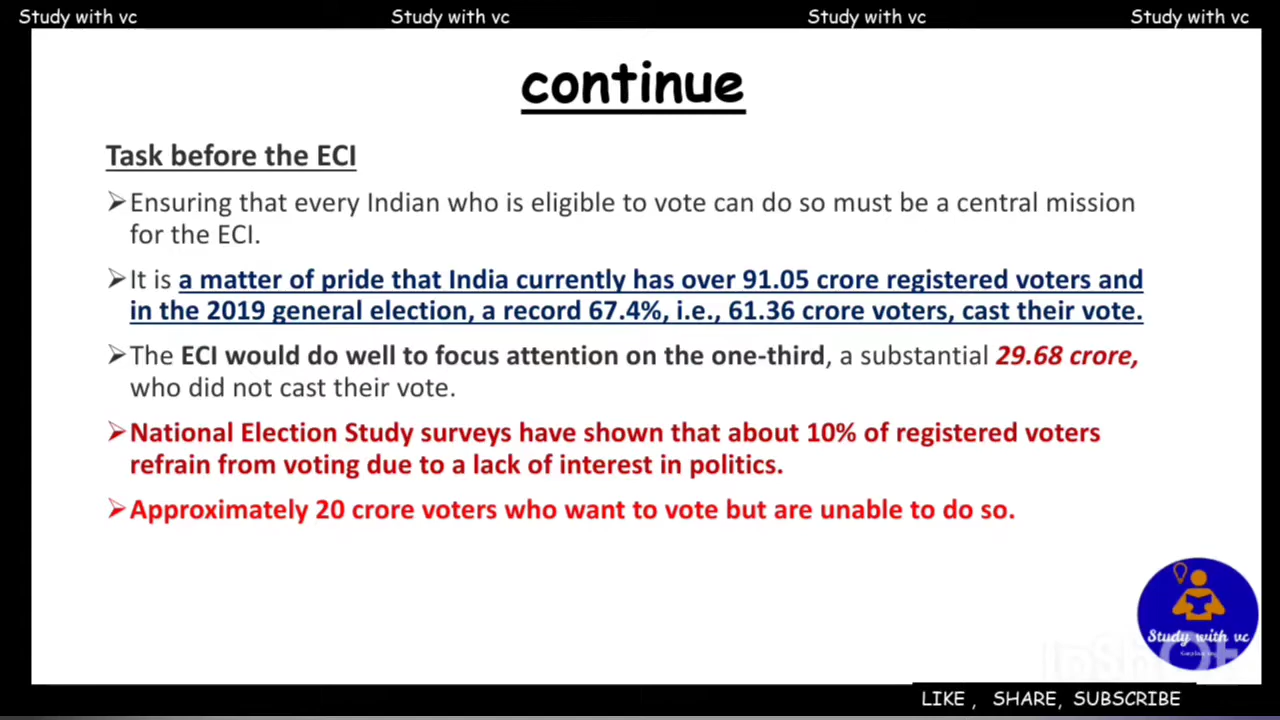 Study with vc Study with vc Study with vc Study with vc
continue
Task before the ECI
➢Ensuring that every Indian who is eligible to vote can do so must be a central mission
for the ECI.
➢It is a matter of pride that India currently has over 91.05 crore registered voters and
in the 2019 general election, a record 67.4%, i.e., 61.36 crore voters, cast their vote.
➢The ECI would do well to focus attention on the one-third, a substantial 29.68 crore,
who did not cast their vote.
➢National Election Study surveys have shown that about 10% of registered voters
refrain from voting due to a lack of interest in politics.
➢Approximately 20 crore voters who want to vote but are unable to do so.
Study with vc
InShOt
LIKE , SHARE, SUBSCRIBE